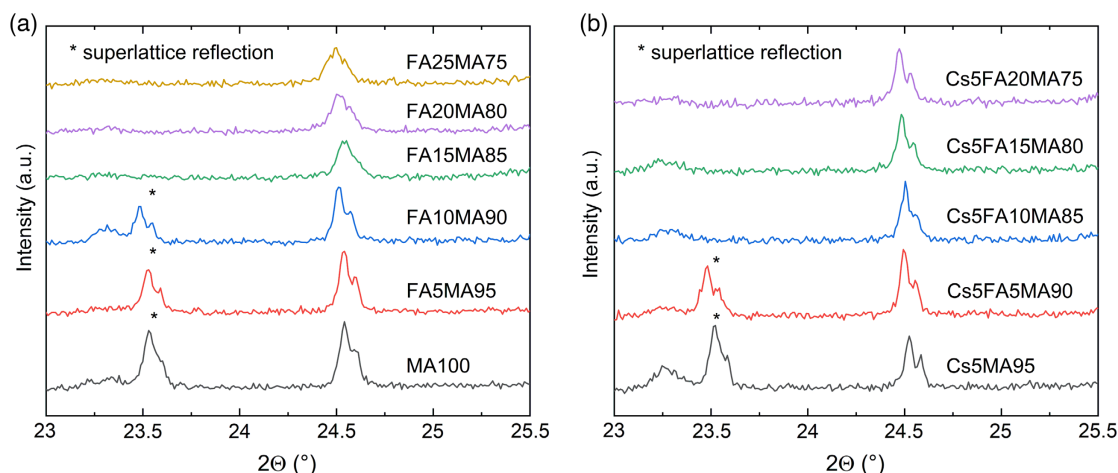 (a)
* superlattice reflection
FA25MA75
FA20MA80
FA15MA85
*
FA10MA90
*
FA5MA95
*
MA100
Intensity (a.u.)
23 23.5 24 24.5 25 25.5
2Θ (°)
(b)
* superlattice reflection
Cs5FA20MA75
Cs5FA15MA80
Cs5FA10MA85
*
Cs5FA5MA90
*
Cs5MA95
Intensity (a.u.)
23 23.5 24 24.5 25 25.5
2Θ (°)